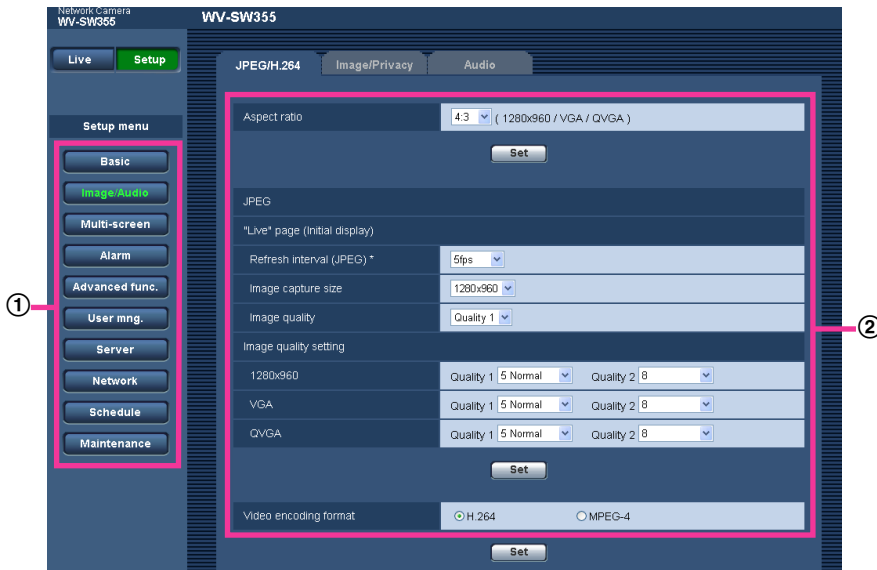 Network Camera
WV-SW355
WV-SW355
Live Setup
JPEG/H.264 Image/Privacy Audio
Setup menu
Basic
Image/Audio
Multi-screen
Alarm
Advanced func.
User mng.
Server
Network
Schedule
Maintenance
①
Aspect ratio 4:3 ( 1280x960 / VGA / QVGA )
Set
JPEG
"Live" page (Initial display)
Refresh interval (JPEG) * 5fps
Image capture size 1280x960
Image quality Quality 1
Image quality setting
1280x960 Quality 1 5 Normal Quality 2 8
VGA Quality 1 5 Normal Quality 2 8
QVGA Quality 1 5 Normal Quality 2 8
Set
Video encoding format H.264 MPEG-4
Set
②